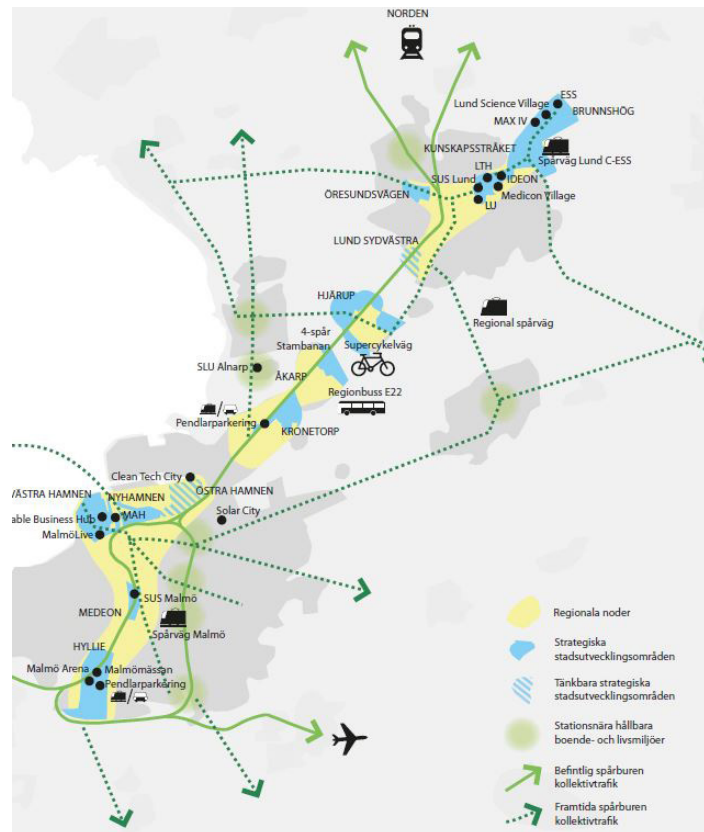 NORDEN
ESS
Lund Science Village
BRUNNSHÖG
MAX IV
KUNSKAPSSTRÅKET
Spårväg Lund C-ESS
LTH
SUS Lund
IDEON
ÖRESUNDSVÄGEN
Medicon Village
LU
LUND SYDVÄSTRA
HJÄRUP
Regional spårväg
4-spår
Stambanan
Supercykelväg
SLU Alnarp
ÅKARP
Regionbuss E22
Pendlarparkering
KRONETORP
Clean Tech City
ÖSTRA HAMNEN
VÄSTRA HAMNEN
NYHAMNEN
able Business Hub
MAH
Solar City
MalmöLive
SUS Malmö
MEDEON
Spårväg Malmö
HYLLIE
Malmö Arena
Malmömässan
Pendlarparkering
Regionala noder
Strategiska
stadsutvecklingsområden
Tänkbara strategiska
stadsutvecklingsområden
Stationsnära hållbara
boende- och livsmiljöer
Befintlig spårburen
kollektivtrafik
Framtida spårburen
kollektivtrafik